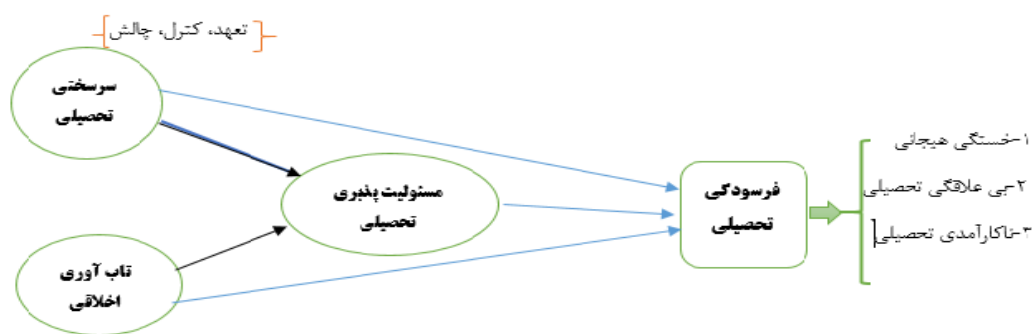 تعهد، کنترل، چالش
سرسختی
تحصیلی
مسئولیت پذیری
تحصیلی
تاب آوری
اخلاقی
فرسودگی
تحصیلی
۱-خستگی هیجانی
۲-بی علاقگی تحصیلی
۳-ناکارآمدی تحصیلی